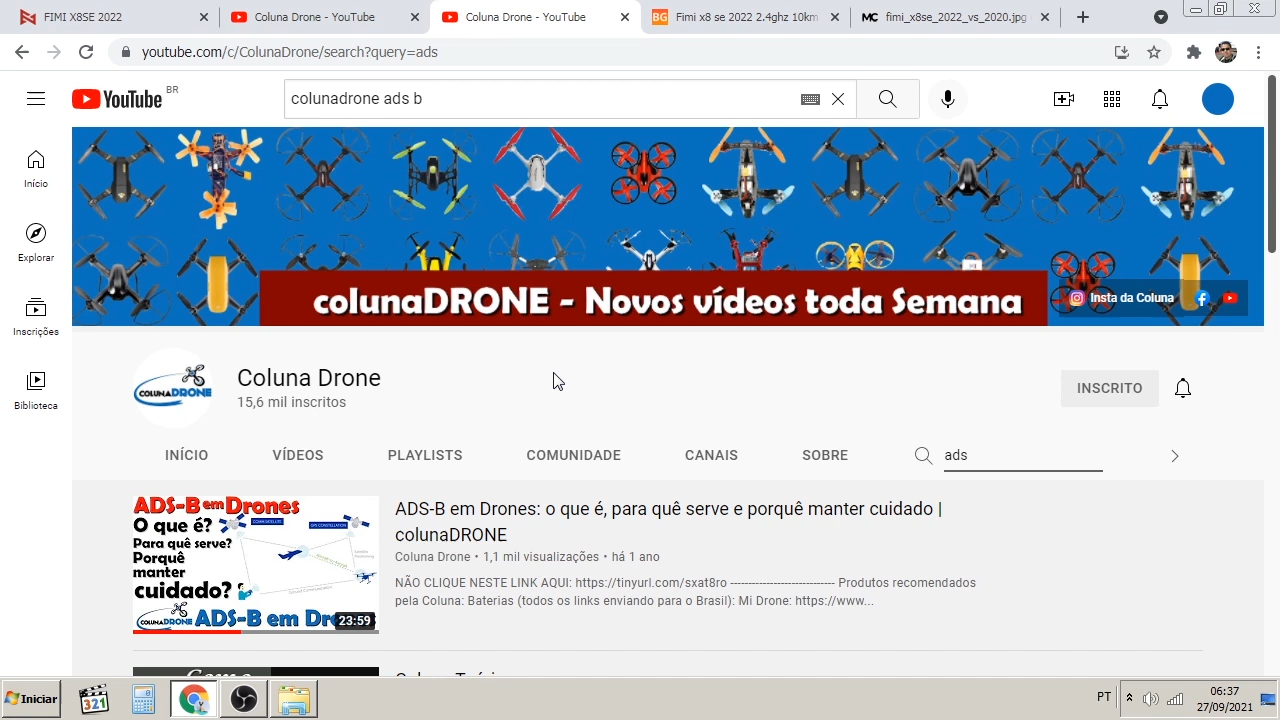 FIMI X8SE 2022
Coluna Drone - YouTube
Coluna Drone - YouTube
BG
Fimi x8 se 2022 2.4ghz 10km
MC
fimi_x8se_2022_vs_2020.jpg
youtube.com/c/ColunaDrone/search?query=ads
YouTube BR
colunadrone ads b
Início
Explorar
Inscrições
Biblioteca
colunaDRONE - Novos vídeos toda Semana
Insta da Coluna
COLUNADRONE
Coluna Drone
15,6 mil inscritos
INSCRITO
INÍCIO
VÍDEOS
PLAYLISTS
COMUNIDADE
CANAIS
SOBRE
ads
ADS-B em Drones
O que é?
Para quê serve?
Porquê
manter
cuidado?
COLUNADRONE
ADS-B em Dr
23:59
ADS-B em Drones: o que é, para quê serve e porquê manter cuidado |
colunaDRONE
Coluna Drone • 1,1 mil visualizações • há 1 ano
NÃO CLIQUE NESTE LINK AQUI: https://tinyurl.com/sxat8ro ----------------------------- Produtos recomendados
pela Coluna: Baterias (todos os links enviando para o Brasil): Mi Drone: https://www...
Iniciar
321
PT
06:37
27/09/2021